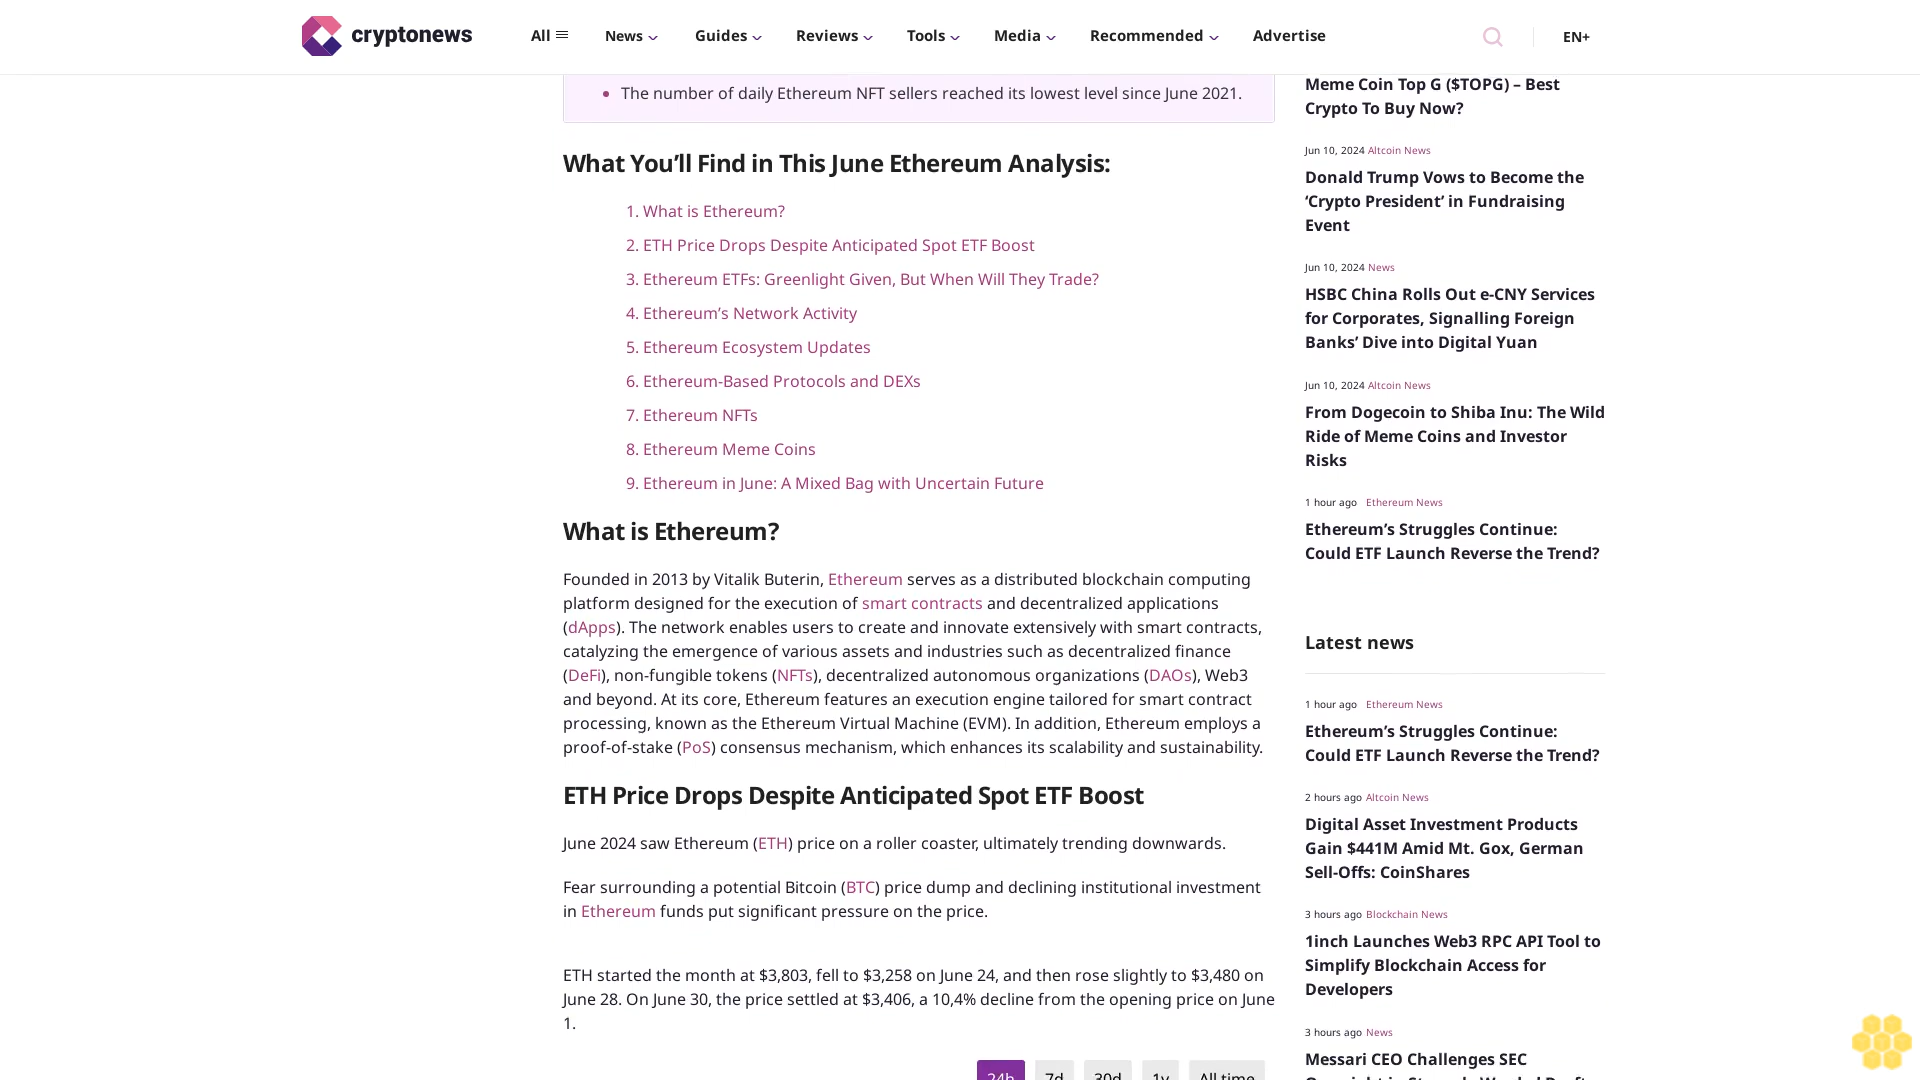 cryptonews
All
News
Guides
Reviews
Tools
Media
Recommended
Advertise
EN+
The number of daily Ethereum NFT sellers reached its lowest level since June 2021.
What You’ll Find in This June Ethereum Analysis:
1. What is Ethereum?
2. ETH Price Drops Despite Anticipated Spot ETF Boost
3. Ethereum ETFs: Greenlight Given, But When Will They Trade?
4. Ethereum’s Network Activity
5. Ethereum Ecosystem Updates
6. Ethereum-Based Protocols and DEXs
7. Ethereum NFTs
8. Ethereum Meme Coins
9. Ethereum in June: A Mixed Bag with Uncertain Future
What is Ethereum?
Founded in 2013 by Vitalik Buterin, Ethereum serves as a distributed blockchain computing
platform designed for the execution of smart contracts and decentralized applications
(dApps). The network enables users to create and innovate extensively with smart contracts,
catalyzing the emergence of various assets and industries such as decentralized finance
(DeFi), non-fungible tokens (NFTs), decentralized autonomous organizations (DAOs), Web3
and beyond. At its core, Ethereum features an execution engine tailored for smart contract
processing, known as the Ethereum Virtual Machine (EVM). In addition, Ethereum employs a
proof-of-stake (PoS) consensus mechanism, which enhances its scalability and sustainability.
ETH Price Drops Despite Anticipated Spot ETF Boost
June 2024 saw Ethereum (ETH) price on a roller coaster, ultimately trending downwards.
Fear surrounding a potential Bitcoin (BTC) price dump and declining institutional investment
in Ethereum funds put significant pressure on the price.
ETH started the month at $3,803, fell to $3,258 on June 24, and then rose slightly to $3,480 on
June 28. On June 30, the price settled at $3,406, a 10,4% decline from the opening price on June
1.
24h
7d
30d
1y
All time
Meme Coin Top G ($TOPG) – Best
Crypto To Buy Now?
Jun 10, 2024 Altcoin News
Donald Trump Vows to Become the
‘Crypto President’ in Fundraising
Event
Jun 10, 2024 News
HSBC China Rolls Out e-CNY Services
for Corporates, Signalling Foreign
Banks’ Dive into Digital Yuan
Jun 10, 2024 Altcoin News
From Dogecoin to Shiba Inu: The Wild
Ride of Meme Coins and Investor
Risks
1 hour ago Ethereum News
Ethereum’s Struggles Continue:
Could ETF Launch Reverse the Trend?
Latest news
1 hour ago Ethereum News
Ethereum’s Struggles Continue:
Could ETF Launch Reverse the Trend?
2 hours ago Altcoin News
Digital Asset Investment Products
Gain $441M Amid Mt. Gox, German
Sell-Offs: CoinShares
3 hours ago Blockchain News
1inch Launches Web3 RPC API Tool to
Simplify Blockchain Access for
Developers
3 hours ago News
Messari CEO Challenges SEC